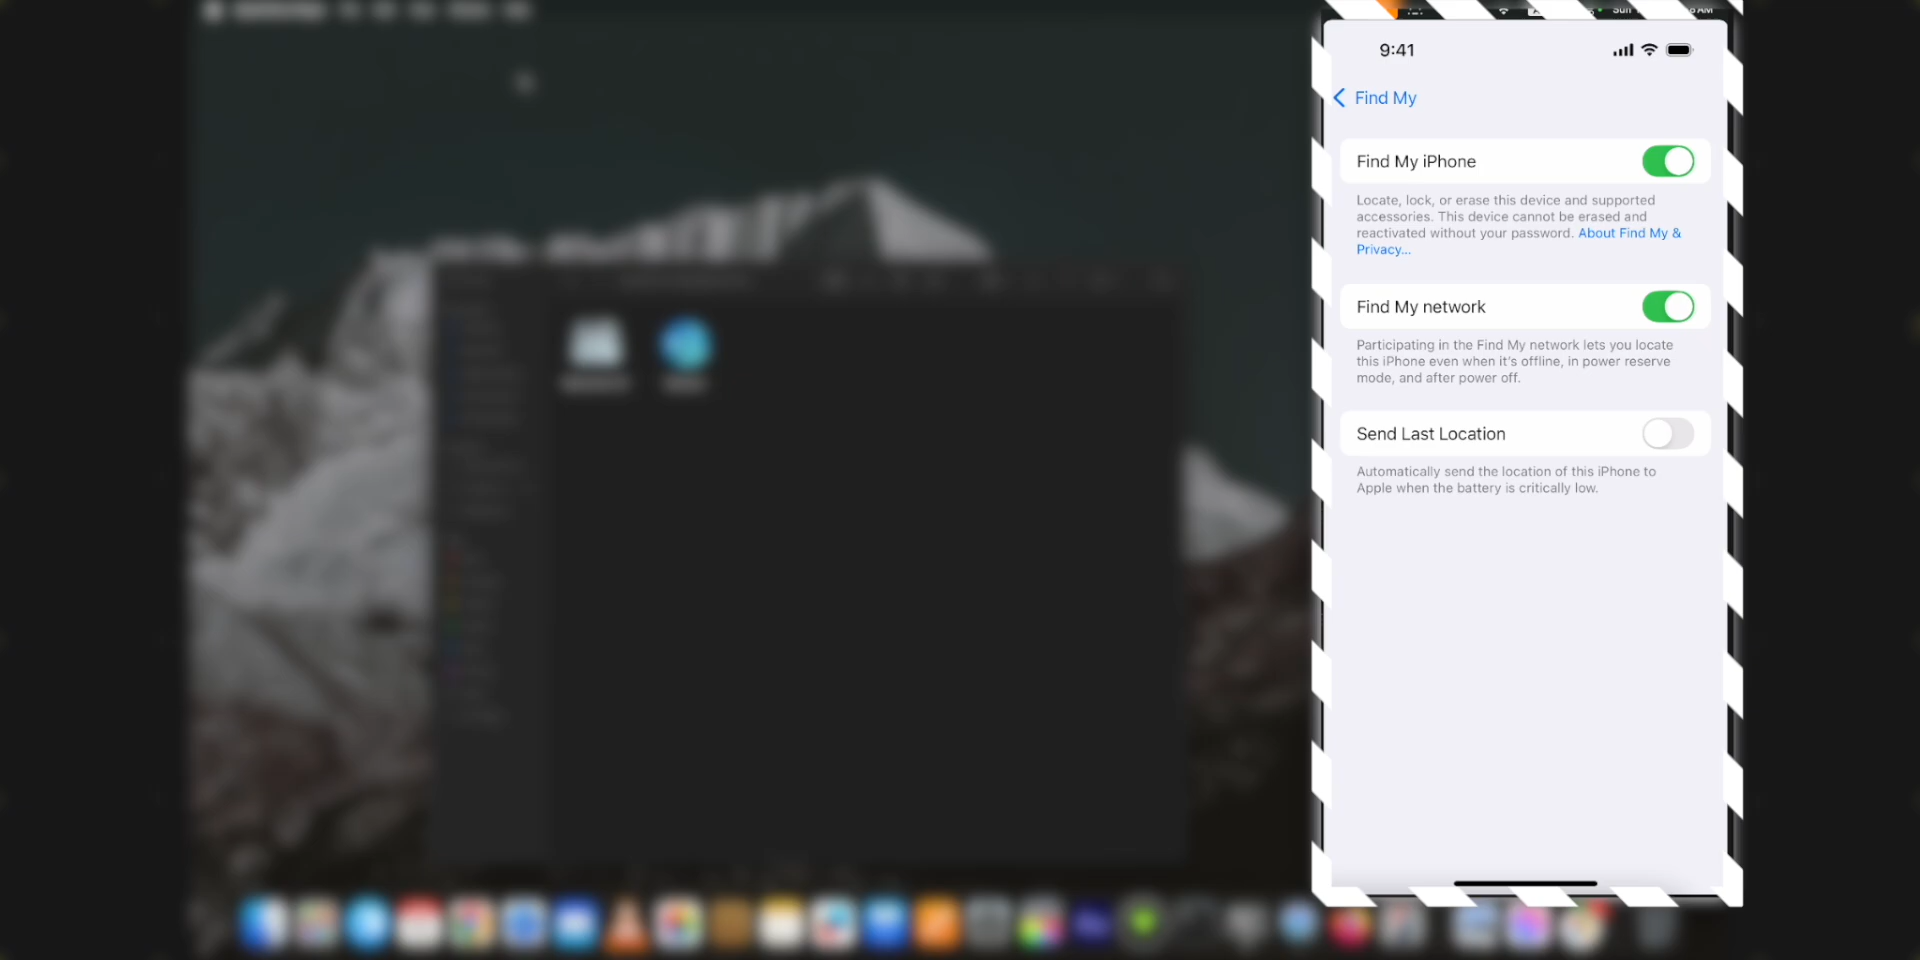 9:41
Find My
Find My iPhone
Locate, lock, or erase this device and supported
accessories. This device cannot be erased and
reactivated without your password. About Find My &
Privacy...
Find My network
Participating in the Find My network lets you locate
this iPhone even when it's offline, in power reserve
mode, and after power off.
Send Last Location
Automatically send the location of this iPhone to
Apple when the battery is critically low.